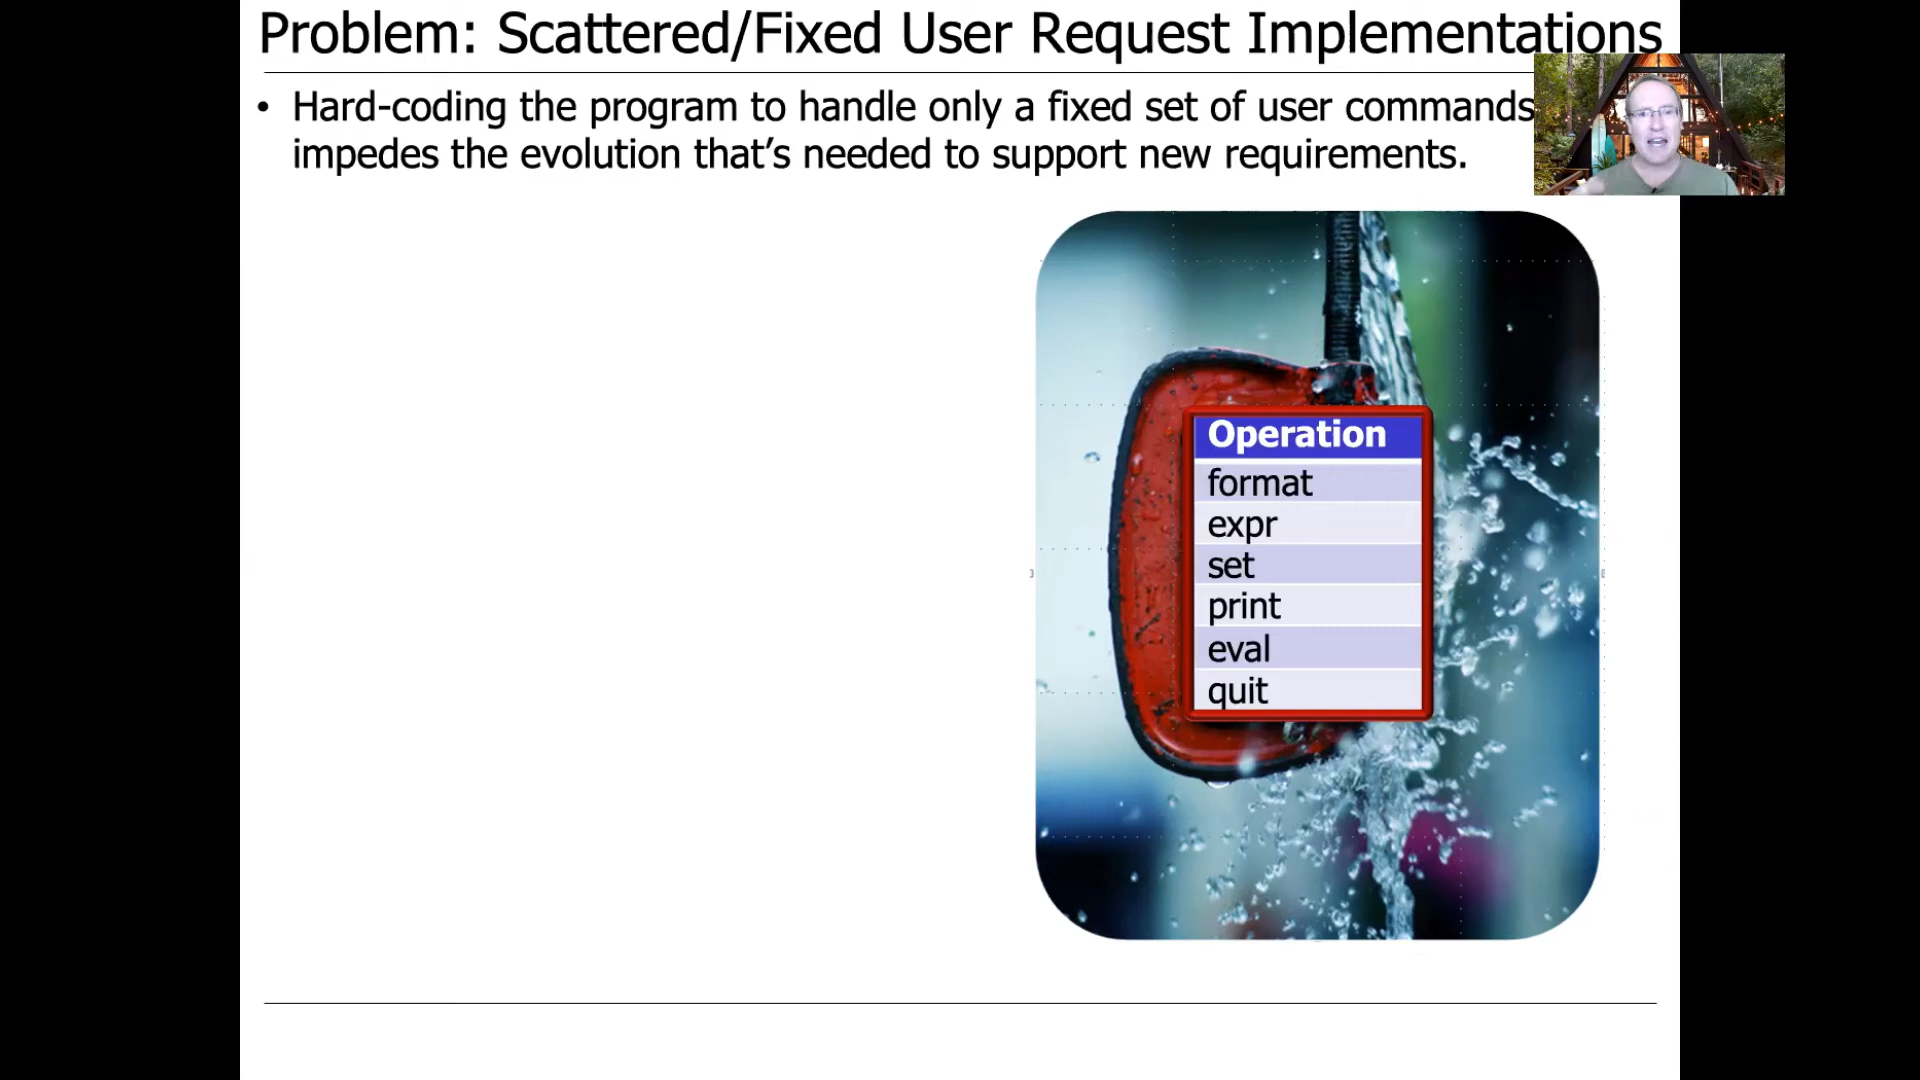 Problem: Scattered/Fixed User Request Implementations
• Hard-coding the program to handle only a fixed set of user commands
impedes the evolution that’s needed to support new requirements.
Operation
format
expr
set
print
eval
quit